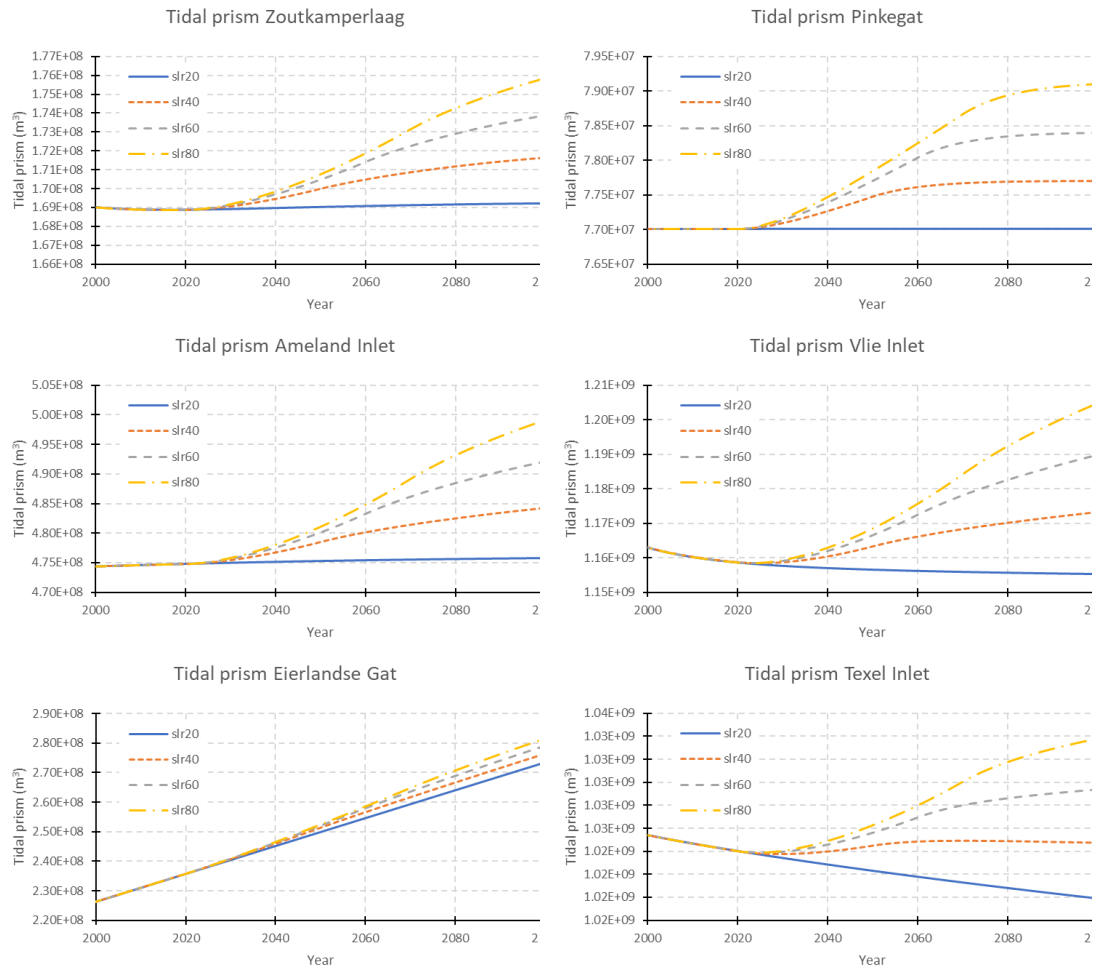 Tidal prism Zoutkamperlaag
1.77E+08
1.76E+08
1.75E+08
1.74E+08
1.73E+08
1.72E+08
1.71E+08
1.70E+08
1.69E+08
1.68E+08
1.67E+08
1.66E+08
Tidal prism (m³)
slr20
slr40
slr60
slr80
2000 2020 2040 2060 2080 2
Year
Tidal prism Pinkegat
7.95E+07
7.90E+07
7.85E+07
7.80E+07
7.75E+07
7.70E+07
7.65E+07
Tidal prism (m³)
slr20
slr40
slr60
slr80
2000 2020 2040 2060 2080 2
Year
Tidal prism Ameland Inlet
5.05E+08
5.00E+08
4.95E+08
4.90E+08
4.85E+08
4.80E+08
4.75E+08
4.70E+08
Tidal prism (m³)
slr20
slr40
slr60
slr80
2000 2020 2040 2060 2080 2
Year
Tidal prism Vlie Inlet
1.21E+09
1.20E+09
1.19E+09
1.18E+09
1.17E+09
1.16E+09
1.15E+09
Tidal prism (m³)
slr20
slr40
slr60
slr80
2000 2020 2040 2060 2080 2
Year
Tidal prism Eierlandse Gat
2.90E+08
2.80E+08
2.70E+08
2.60E+08
2.50E+08
2.40E+08
2.30E+08
2.20E+08
Tidal prism (m³)
slr20
slr40
slr60
slr80
2000 2020 2040 2060 2080 2
Year
Tidal prism Texel Inlet
1.04E+09
1.03E+09
1.03E+09
1.03E+09
1.03E+09
1.03E+09
1.02E+09
1.02E+09
1.02E+09
1.02E+09
Tidal prism (m³)
slr20
slr40
slr60
slr80
2000 2020 2040 2060 2080 2
Year